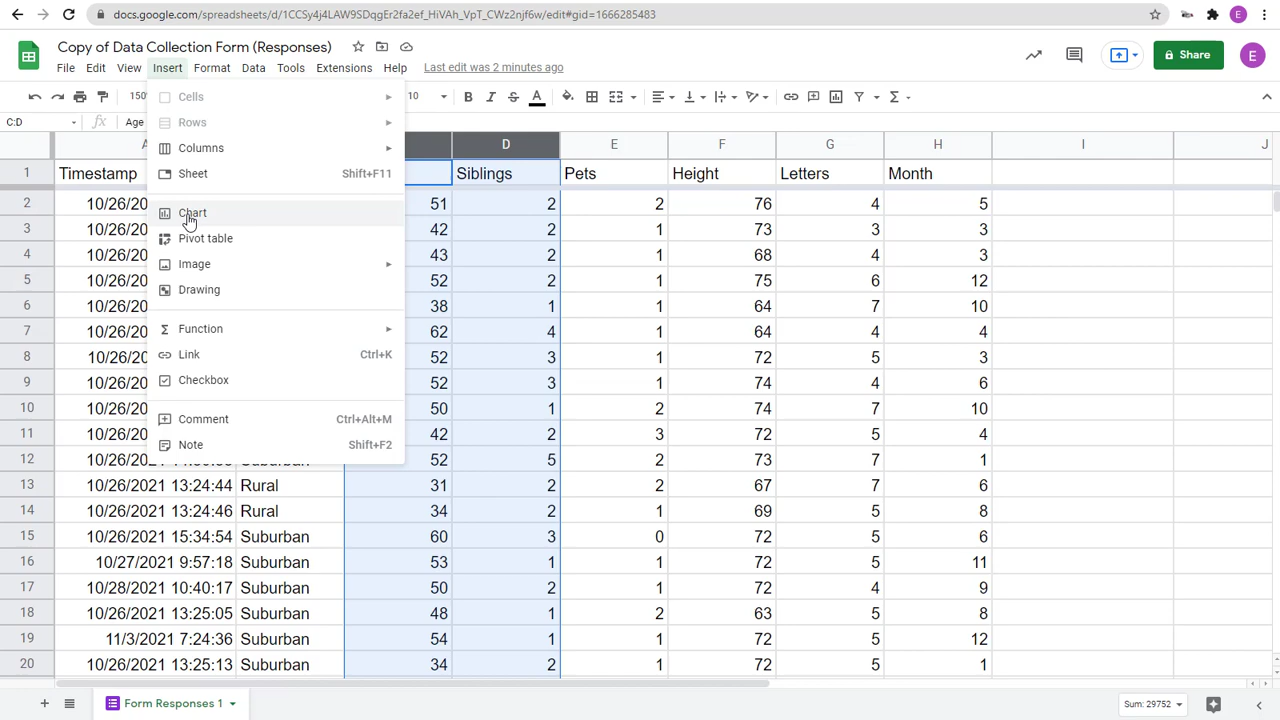 docs.google.com/spreadsheets/d/1CCSy4j4LAW9SDqgEr2fa2ef_HiVAh_VpT_CWz2njf6w/edit#gid=1666285483
E
Copy of Data Collection Form (Responses)
File Edit View Insert Format Data Tools Extensions Help Last edit was 2 minutes ago
Share
E
150
10
C:D
fx
Age
Cells
Rows
Columns
Sheet Shift+F11
Chart
Pivot table
Image
Drawing
Function
Link Ctrl+K
Checkbox
Comment Ctrl+Alt+M
Note Shift+F2
D E F G H I J
1 Timestamp Siblings Pets Height Letters Month
2 10/26/20 51 2 2 76 4 5
3 10/26/20 42 2 1 73 3 3
4 10/26/20 43 2 1 68 4 3
5 10/26/20 52 2 1 75 6 12
6 10/26/20 38 1 1 64 7 10
7 10/26/20 62 4 1 64 4 4
8 10/26/20 52 3 1 72 5 3
9 10/26/20 52 3 1 74 4 6
10 10/26/20 50 1 2 74 7 10
11 10/26/20 42 2 3 72 5 4
12 10/26/20 52 5 2 73 7 1
13 10/26/2021 13:24:44 Rural 31 2 2 67 7 6
14 10/26/2021 13:24:46 Rural 34 2 1 69 5 8
15 10/26/2021 15:34:54 Suburban 60 3 0 72 5 6
16 10/27/2021 9:57:18 Suburban 53 1 1 72 5 11
17 10/28/2021 10:40:17 Suburban 50 2 1 72 4 9
18 10/26/2021 13:25:05 Suburban 48 1 2 63 5 8
19 11/3/2021 7:24:36 Suburban 54 1 1 72 5 12
20 10/26/2021 13:25:13 Suburban 34 2 1 72 5 1
Form Responses 1
Sum: 29752